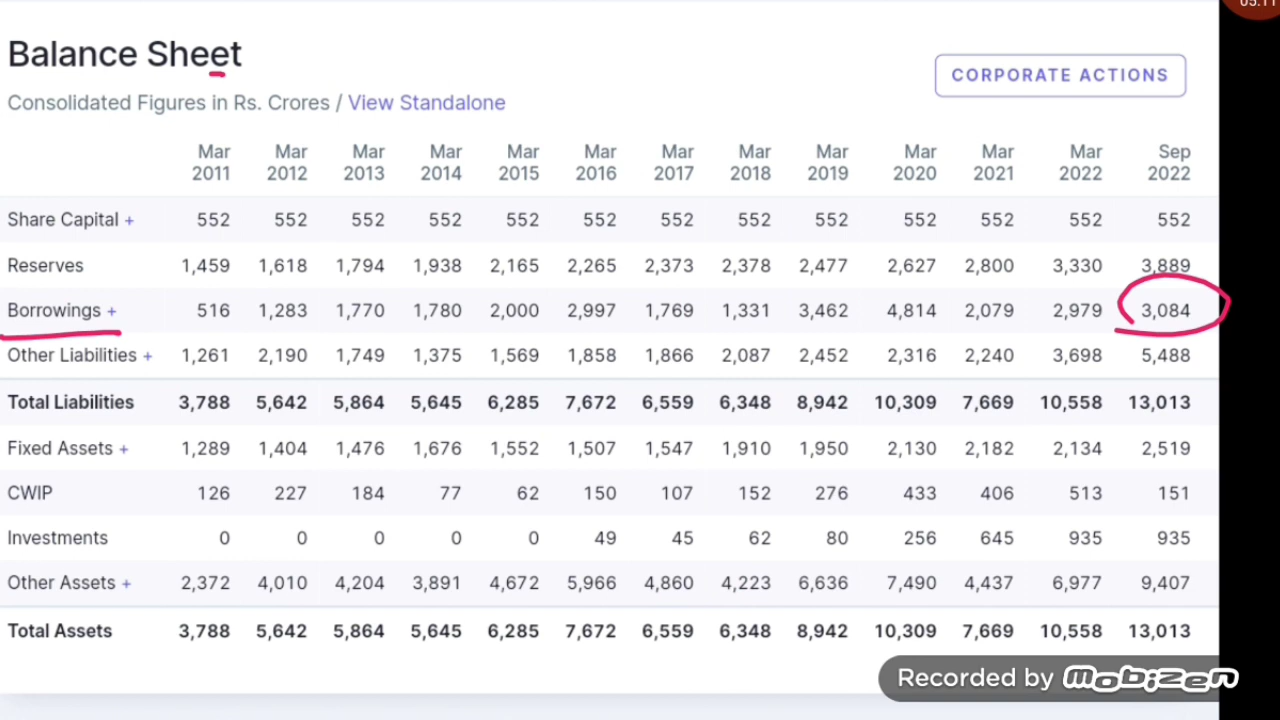 05:11
Balance Sheet
CORPORATE ACTIONS
Consolidated Figures in Rs. Crores / View Standalone
Mar 2011 Mar 2012 Mar 2013 Mar 2014 Mar 2015 Mar 2016 Mar 2017 Mar 2018 Mar 2019 Mar 2020 Mar 2021 Mar 2022 Sep 2022
Share Capital + 552 552 552 552 552 552 552 552 552 552 552 552 552
Reserves 1,459 1,618 1,794 1,938 2,165 2,265 2,373 2,378 2,477 2,627 2,800 3,330 3,889
Borrowings + 516 1,283 1,770 1,780 2,000 2,997 1,769 1,331 3,462 4,814 2,079 2,979 3,084
Other Liabilities + 1,261 2,190 1,749 1,375 1,569 1,858 1,866 2,087 2,452 2,316 2,240 3,698 5,488
Total Liabilities 3,788 5,642 5,864 5,645 6,285 7,672 6,559 6,348 8,942 10,309 7,669 10,558 13,013
Fixed Assets + 1,289 1,404 1,476 1,676 1,552 1,507 1,547 1,910 1,950 2,130 2,182 2,134 2,519
CWIP 126 227 184 77 62 150 107 152 276 433 406 513 151
Investments 0 0 0 0 0 49 45 62 80 256 645 935 935
Other Assets + 2,372 4,010 4,204 3,891 4,672 5,966 4,860 4,223 6,636 7,490 4,437 6,977 9,407
Total Assets 3,788 5,642 5,864 5,645 6,285 7,672 6,559 6,348 8,942 10,309 7,669 10,558 13,013
Recorded by Mobizen